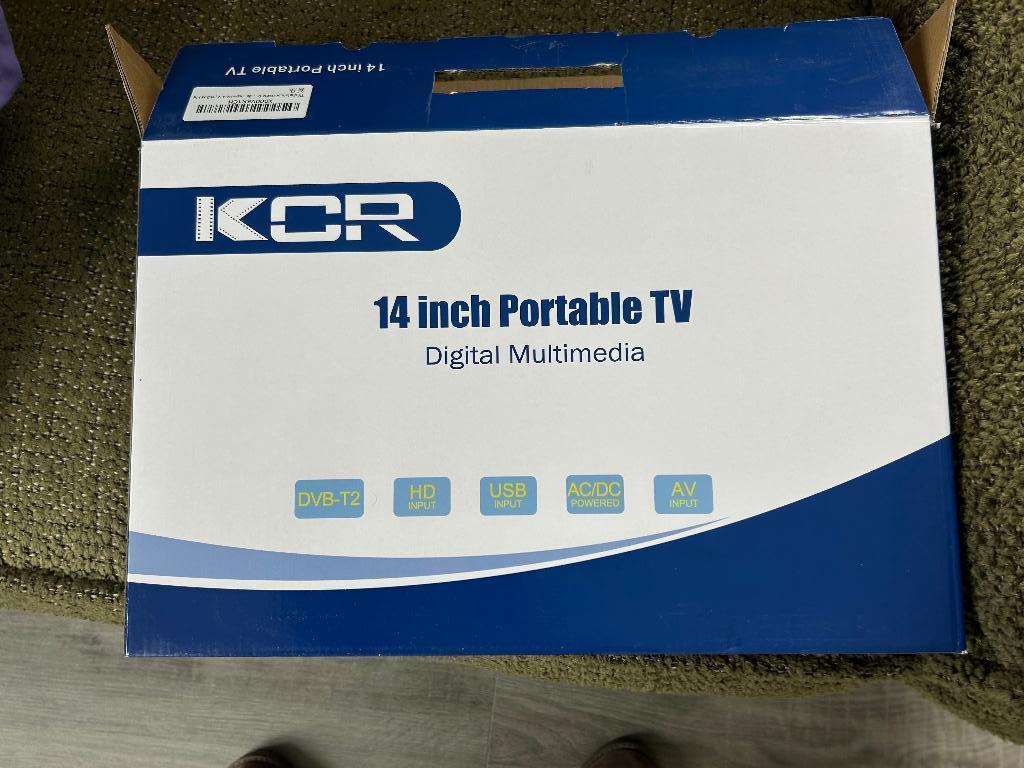 14 inch Portable TV
KCR
14 inch Portable TV
Digital Multimedia
DVB-T2
HD
INPUT
USB
INPUT
AC/DC
POWERED
AV
INPUT